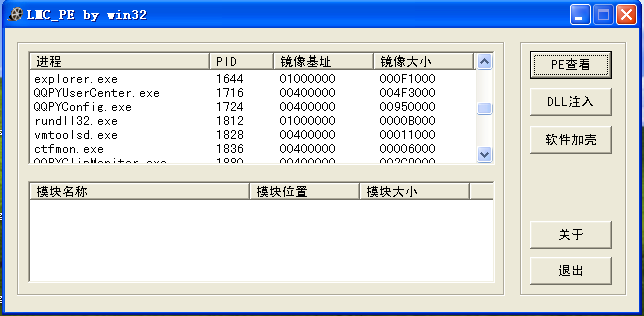 LMC_PE by win32
进程 PID 镜像基址 镜像大小
explorer.exe 1644 01000000 000F1000
QQPYUserCenter.exe 1716 00400000 004F3000
QQPYConfig.exe 1724 00400000 00950000
rundll32.exe 1812 01000000 0000B000
vmtoolsd.exe 1828 00400000 00011000
ctfmon.exe 1836 00400000 00006000
QQPYClipMonitor.exe 1880 00400000
模块名称 模块位置 模块大小
PE查看
DLL注入
软件加壳
关于
退出